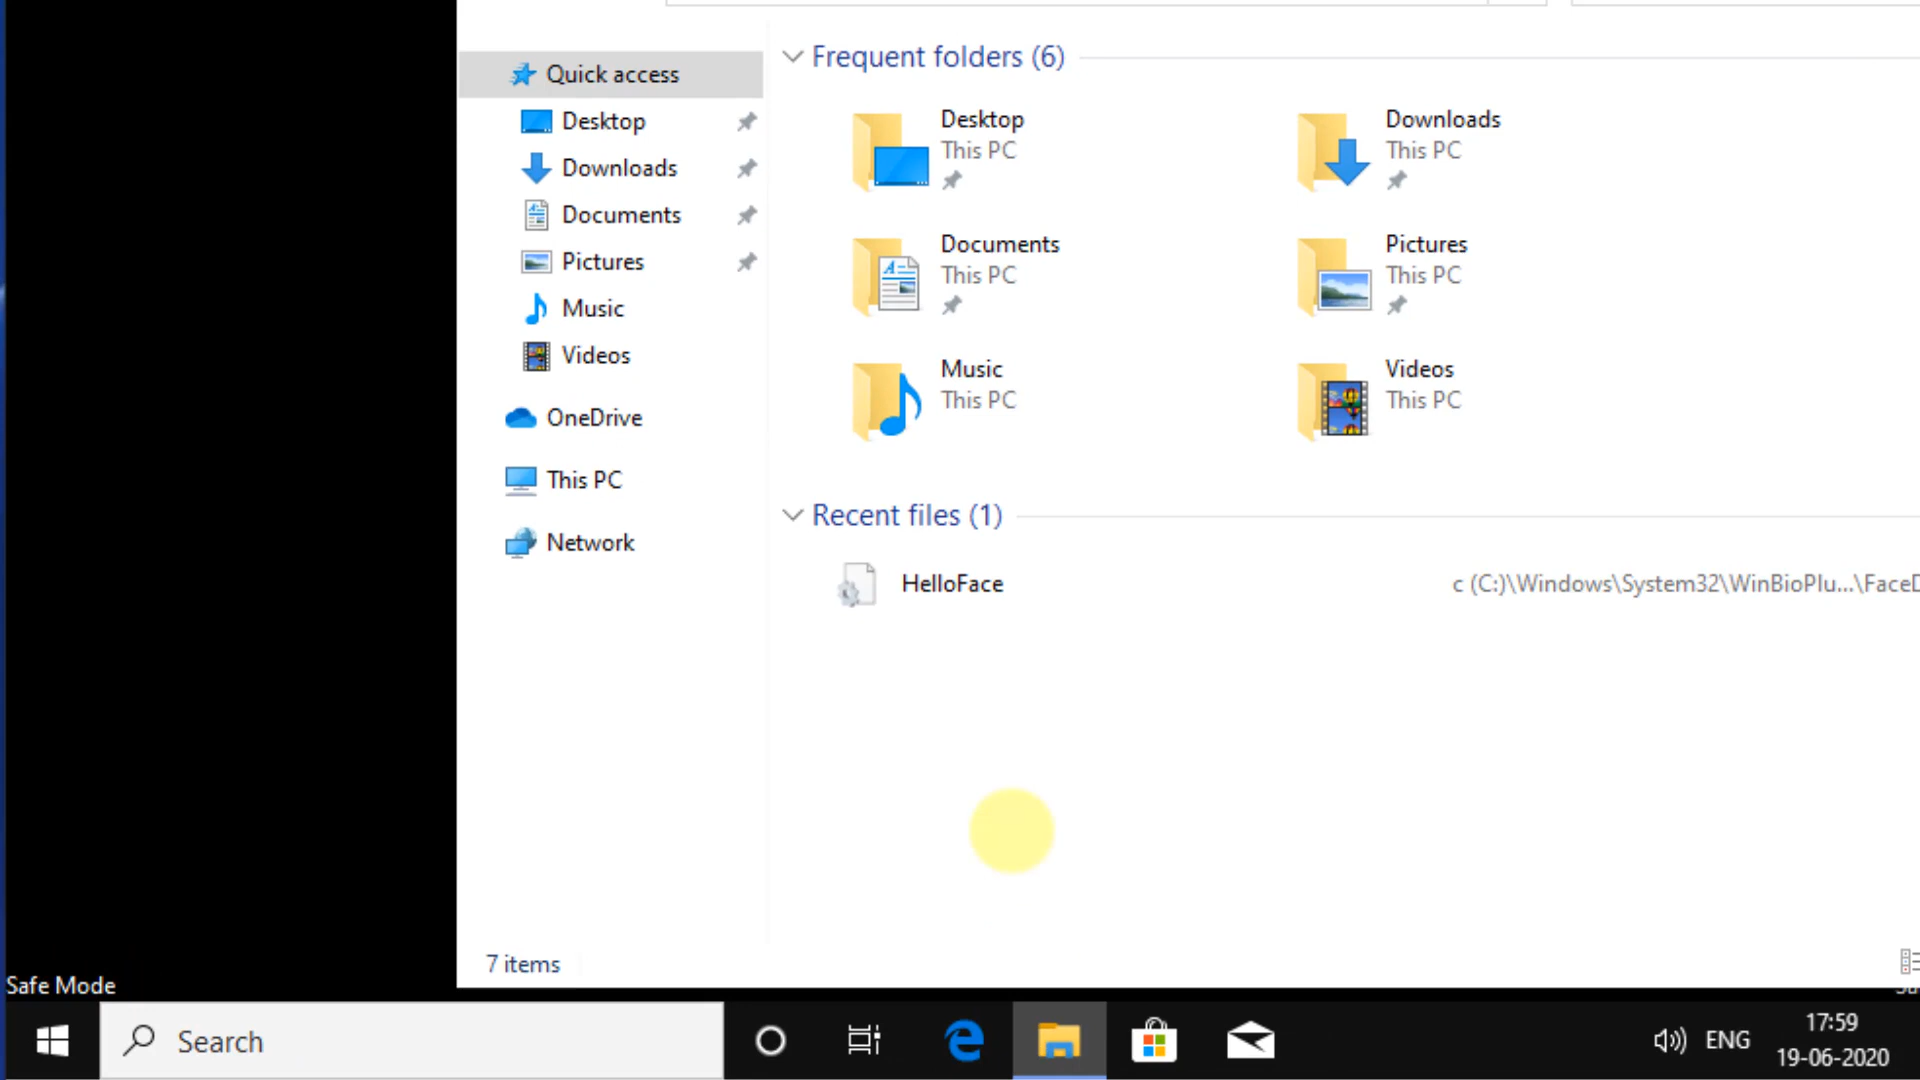 Quick access
Desktop
Downloads
Documents
Pictures
Music
Videos
OneDrive
This PC
Network
Frequent folders (6)
Desktop
This PC
Downloads
This PC
Documents
This PC
Pictures
This PC
Music
This PC
Videos
This PC
Recent files (1)
HelloFace
c (C:)\Windows\System32\WinBioPlu...\FaceD
7 items
Safe Mode
Search
ENG
17:59
19-06-2020